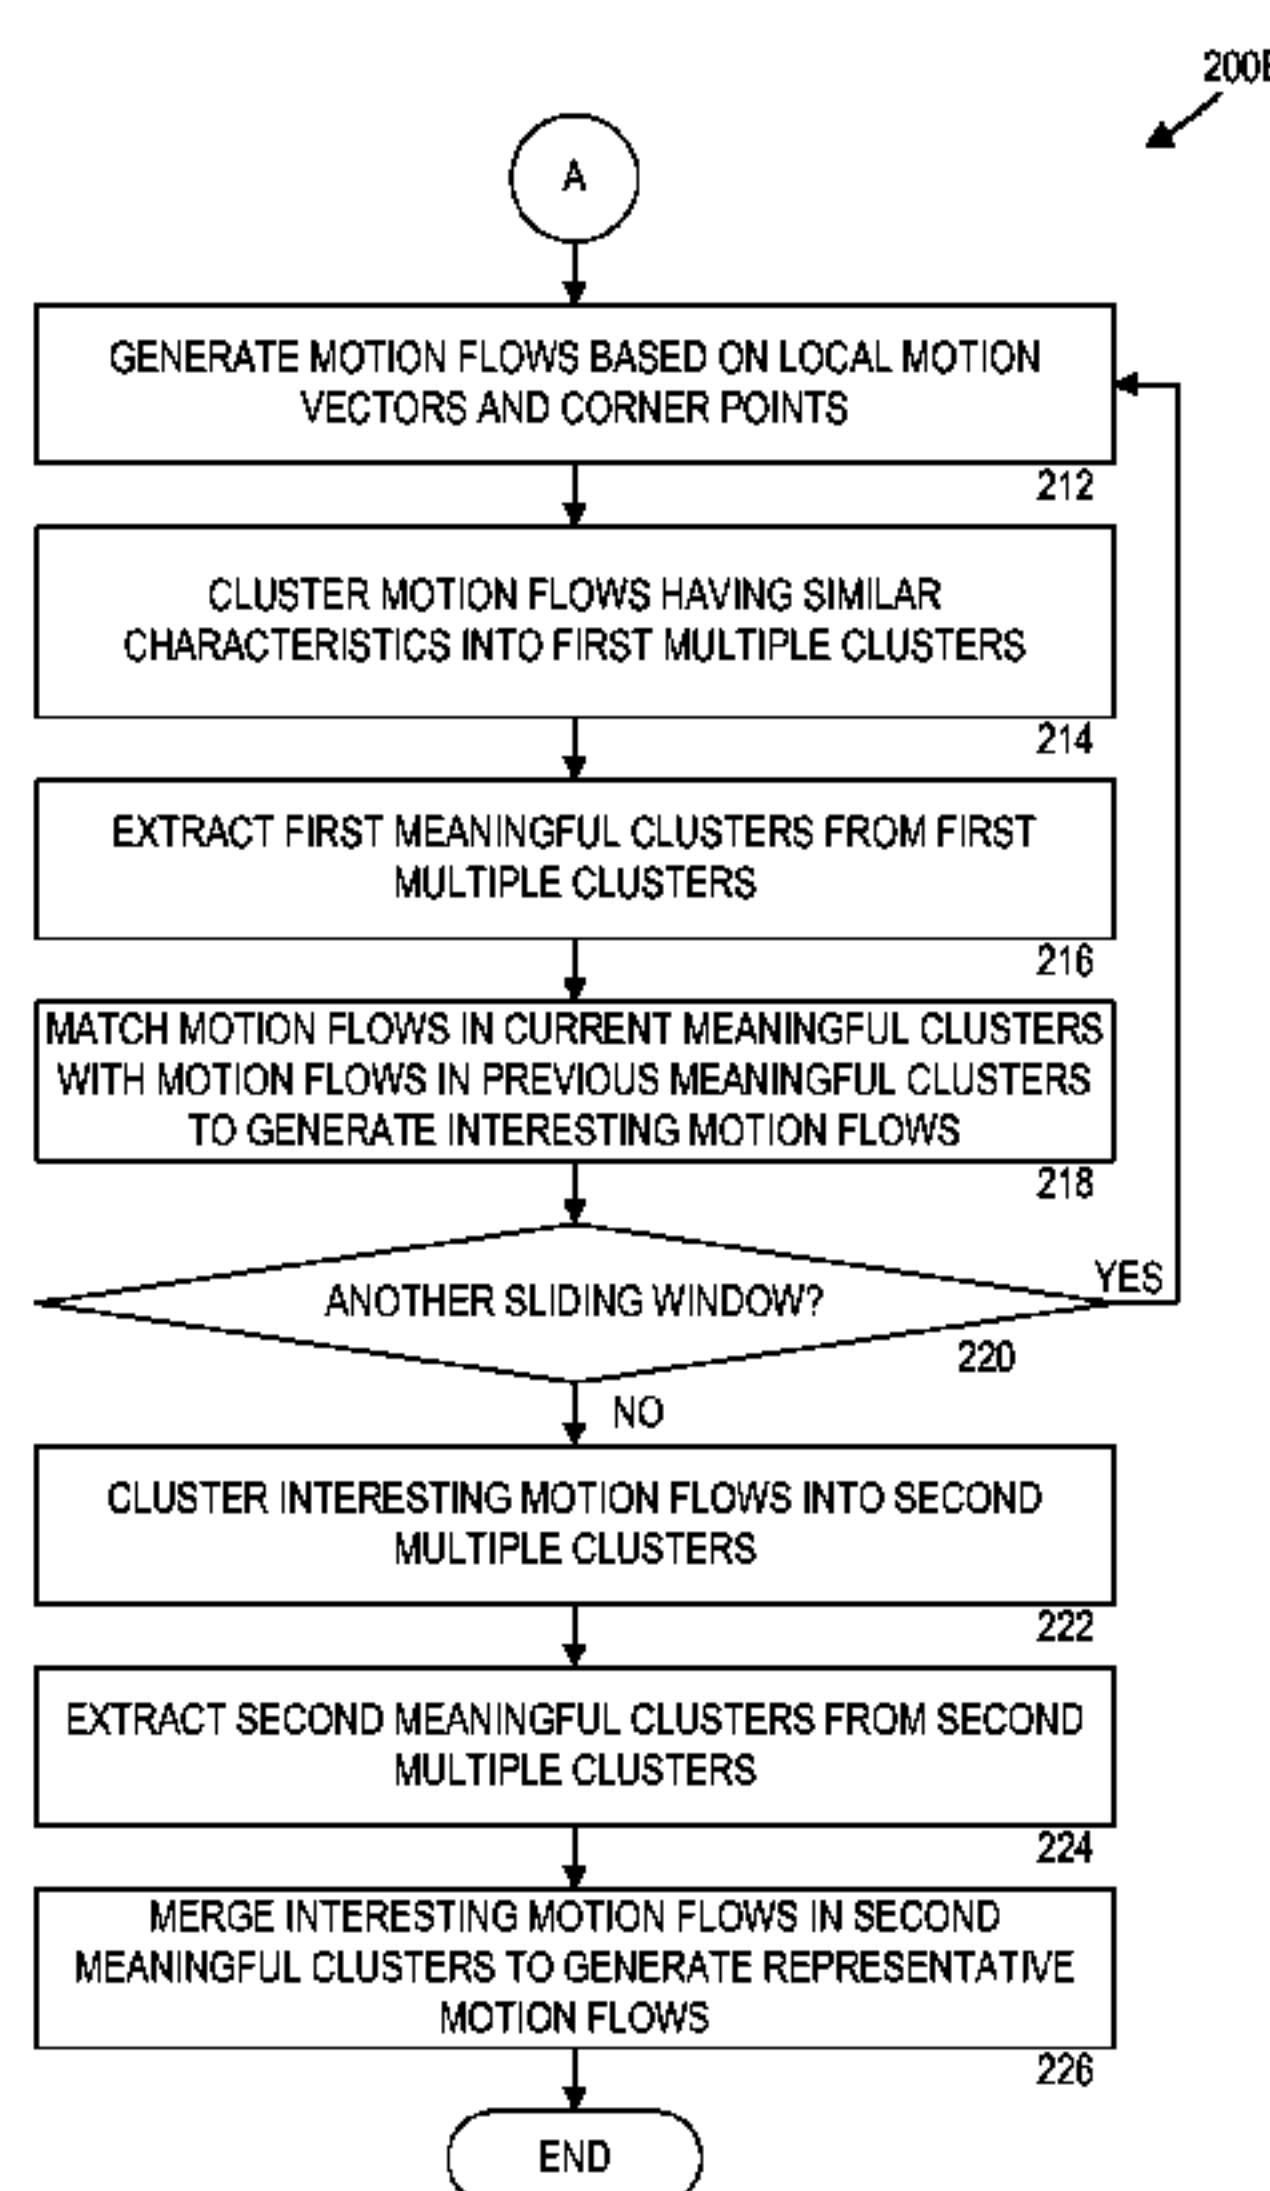 200B
A
GENERATE MOTION FLOWS BASED ON LOCAL MOTION
VECTORS AND CORNER POINTS
212
CLUSTER MOTION FLOWS HAVING SIMILAR
CHARACTERISTICS INTO FIRST MULTIPLE CLUSTERS
214
EXTRACT FIRST MEANINGFUL CLUSTERS FROM FIRST
MULTIPLE CLUSTERS
216
MATCH MOTION FLOWS IN CURRENT MEANINGFUL CLUSTERS
WITH MOTION FLOWS IN PREVIOUS MEANINGFUL CLUSTERS
TO GENERATE INTERESTING MOTION FLOWS
218
ANOTHER SLIDING WINDOW?
YES
220
NO
CLUSTER INTERESTING MOTION FLOWS INTO SECOND
MULTIPLE CLUSTERS
222
EXTRACT SECOND MEANINGFUL CLUSTERS FROM SECOND
MULTIPLE CLUSTERS
224
MERGE INTERESTING MOTION FLOWS IN SECOND
MEANINGFUL CLUSTERS TO GENERATE REPRESENTATIVE
MOTION FLOWS
226
END